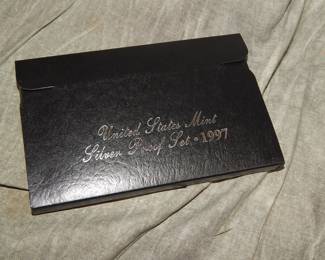 United States Mint
Silver Proof Set • 1997